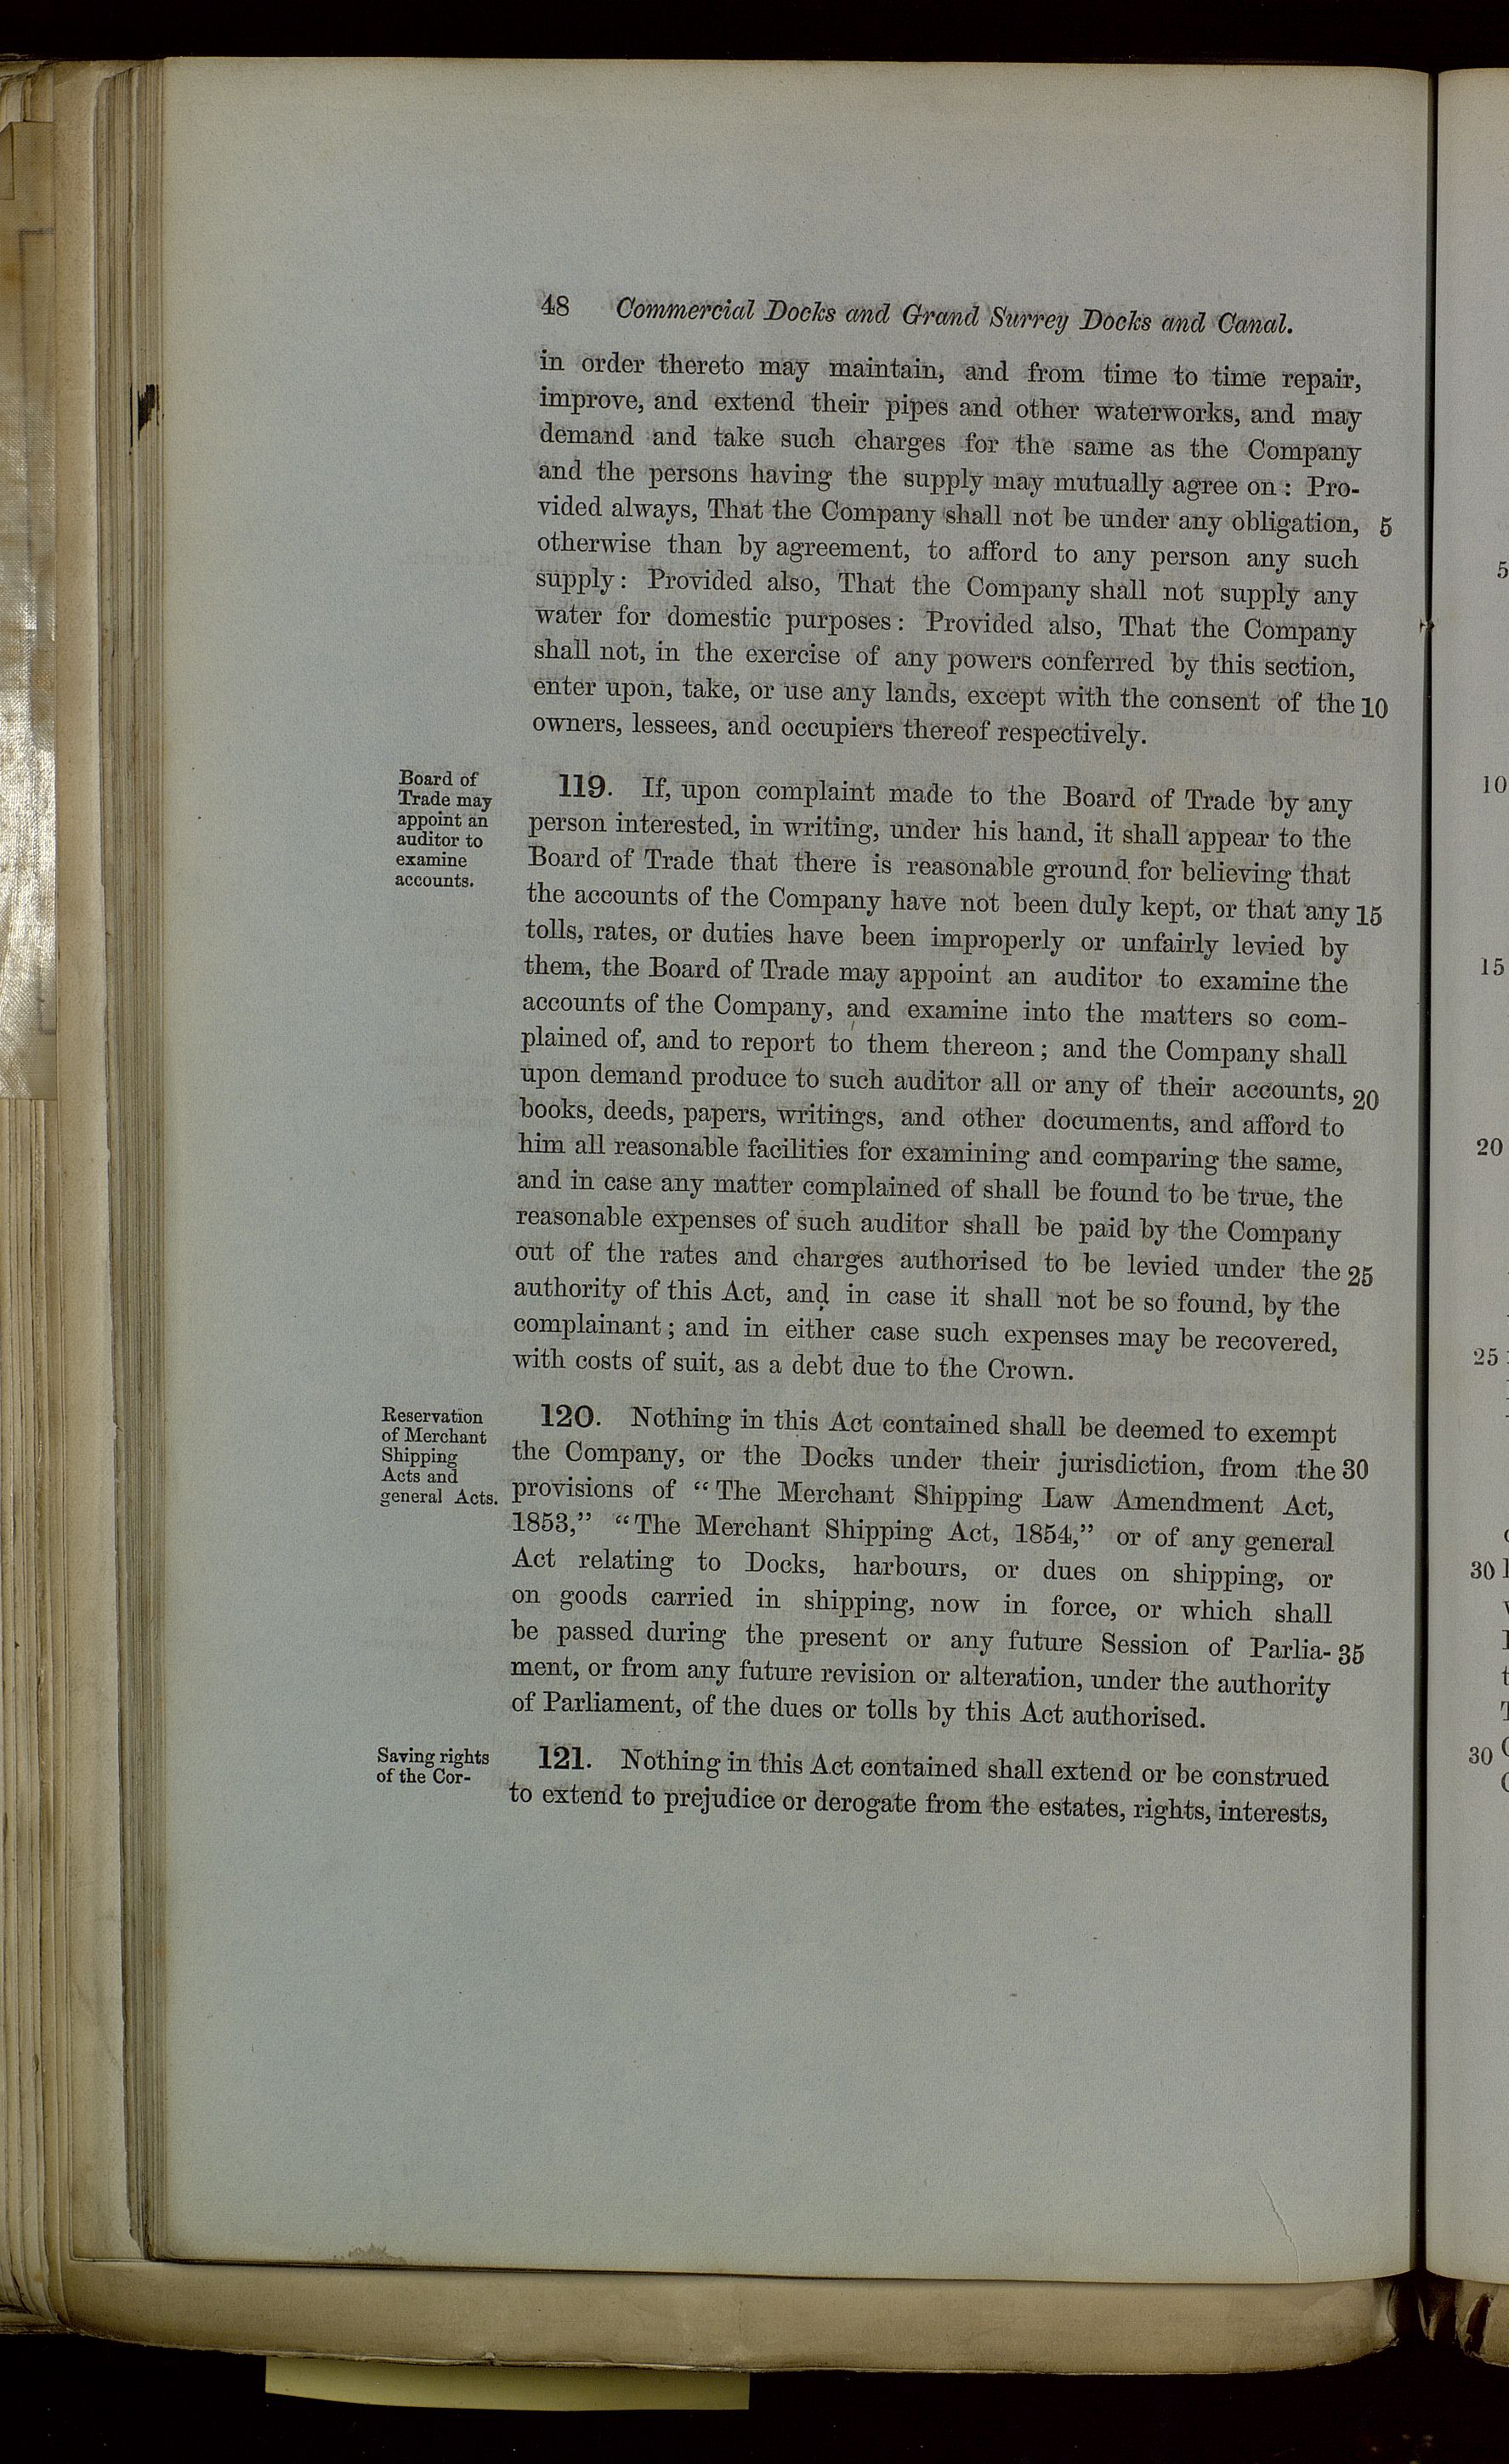 48 Commercial Docks and Grand Surrey Docks and Canal.
in order thereto may maintain, and from time to time repair,
improve, and extend their pipes and other waterworks, and may
demand and take such charges for the same as the Company
and the persons having the supply may mutually agree on: Pro-
vided always, That the Company shall not be under any obligation, 5
otherwise than by agreement, to afford to any person any such
supply: Provided also, That the Company shall not supply any
water for domestic purposes: Provided also, That the Company
shall not, in the exercise of any powers conferred by this section,
enter upon, take, or use any lands, except with the consent of the 10
owners, lessees, and occupiers thereof respectively.
Board of
Trade may
appoint an
auditor to
examine
accounts.
119. If, upon complaint made to the Board of Trade by any
person interested, in writing, under his hand, it shall appear to the
Board of Trade that there is reasonable ground for believing that
the accounts of the Company have not been duly kept, or that any 15
tolls, rates, or duties have been improperly or unfairly levied by
them, the Board of Trade may appoint an auditor to examine the
accounts of the Company, and examine into the matters so com-
plained of, and to report to them thereon; and the Company shall
upon demand produce to such auditor all or any of their accounts, 20
books, deeds, papers, writings, and other documents, and afford to
him all reasonable facilities for examining and comparing the same,
and in case any matter complained of shall be found to be true, the
reasonable expenses of such auditor shall be paid by the Company
out of the rates and charges authorised to be levied under the 25
authority of this Act, and in case it shall not be so found, by the
complainant; and in either case such expenses may be recovered,
with costs of suit, as a debt due to the Crown.
Reservation
of Merchant
Shipping
Acts and
general Acts.
120. Nothing in this Act contained shall be deemed to exempt
the Company, or the Docks under their jurisdiction, from the 30
provisions of “The Merchant Shipping Law Amendment Act,
1853,” “The Merchant Shipping Act, 1854,” or of any general
Act relating to Docks, harbours, or dues on shipping, or
on goods carried in shipping, now in force, or which shall
be passed during the present or any future Session of Parlia- 35
ment, or from any future revision or alteration, under the authority
of Parliament, of the dues or tolls by this Act authorised.
Saving rights
of the Cor-
121. Nothing in this Act contained shall extend or be construed
to extend to prejudice or derogate from the estates, rights, interests,
5
10
15
20
25
30
30